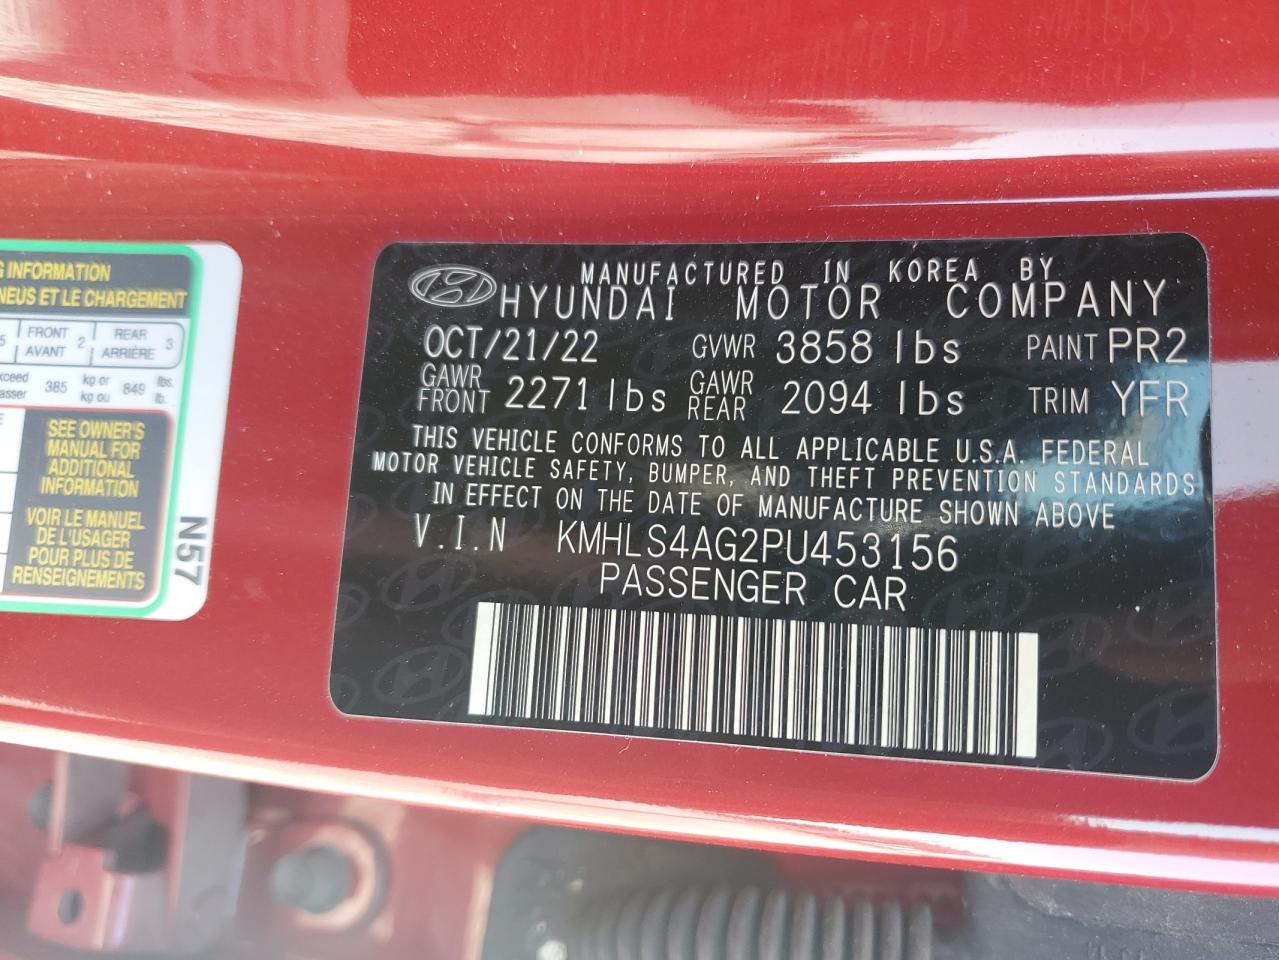 MANUFACTURED IN KOREA BY
HYUNDAI MOTOR COMPANY
OCT/21/22 GVWR 3858 lbs PAINT PR2
GAWR FRONT 2271 lbs GAWR REAR 2094 lbs TRIM YFR
THIS VEHICLE CONFORMS TO ALL APPLICABLE U.S.A. FEDERAL
MOTOR VEHICLE SAFETY, BUMPER, AND THEFT PREVENTION STANDARDS
IN EFFECT ON THE DATE OF MANUFACTURE SHOWN ABOVE
V.I.N KMHLS4AG2PU453156
PASSENGER CAR
INFORMATION
ET LE CHARGEMENT
5 FRONT 2 REAR 3
AVANT ARRIÈRE
385 kg or 849 lbs.
kg ou lb.
SEE OWNER'S
MANUAL FOR
ADDITIONAL
INFORMATION
VOIR LE MANUEL
DE L'USAGER
POUR PLUS DE
RENSEIGNEMENTS
N57